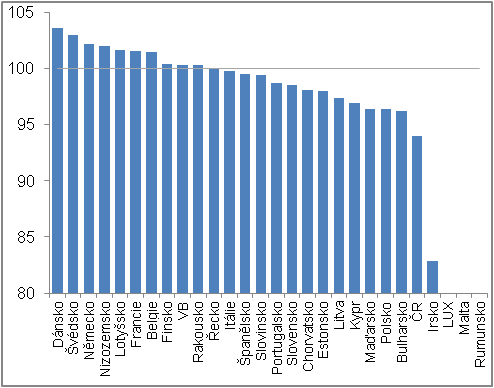 105
100
95
90
85
80
Dánsko
Švédsko
Německo
Nizozemsko
Lotyšsko
Francie
Belgie
Finsko
VB
Rakousko
Řecko
Itálie
Španělsko
Slovinsko
Portugalsko
Slovensko
Chorvatsko
Estonsko
Litva
Kypr
Maďarsko
Polsko
Bulharsko
ČR
Irsko
LUX
Malta
Rumunsko